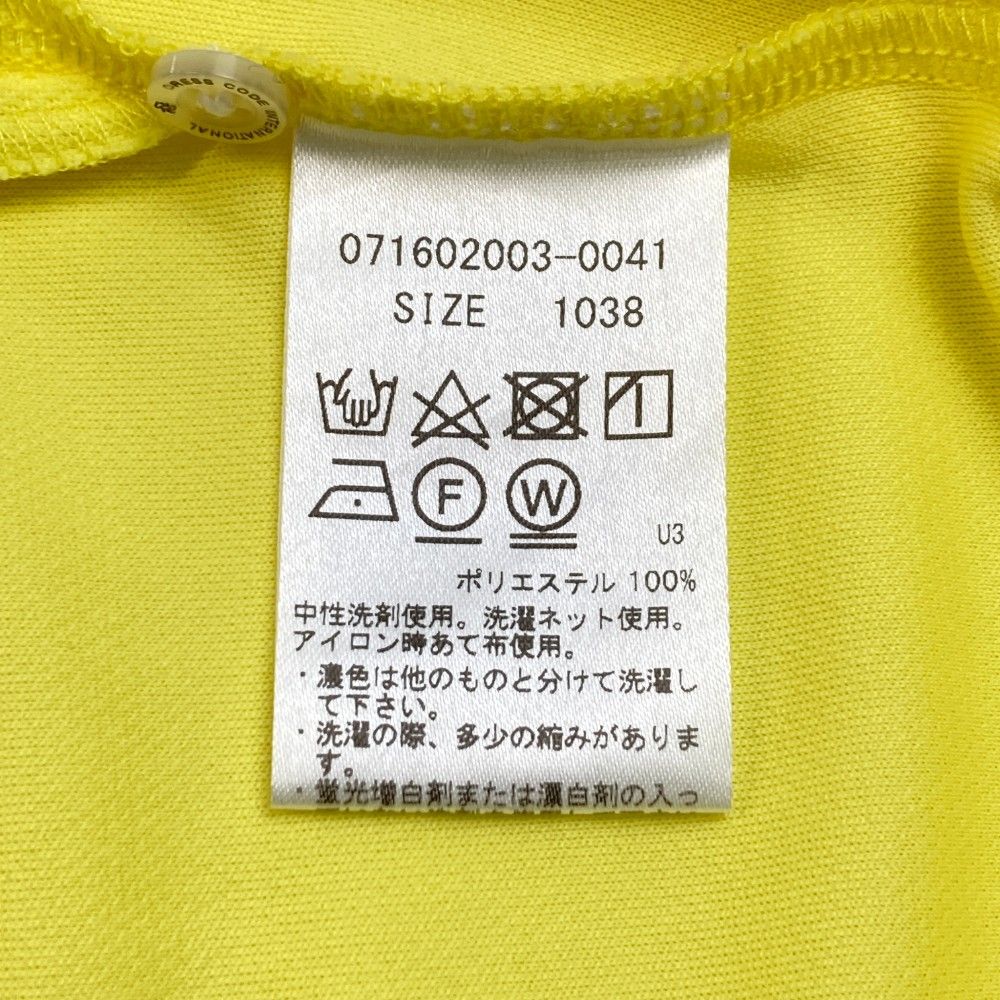 DRESS CODE INTERNATIONAL
071602003-0041
SIZE 1038
F W
U3
ポリエステル 100%
中性洗剤使用。洗濯ネット使用。
アイロン時あて布使用。
・濃色は他のものと分けて洗濯し
て下さい。
・洗濯の際、多少の縮みがありま
す。
・蛍光増白剤または漂白剤の入っ